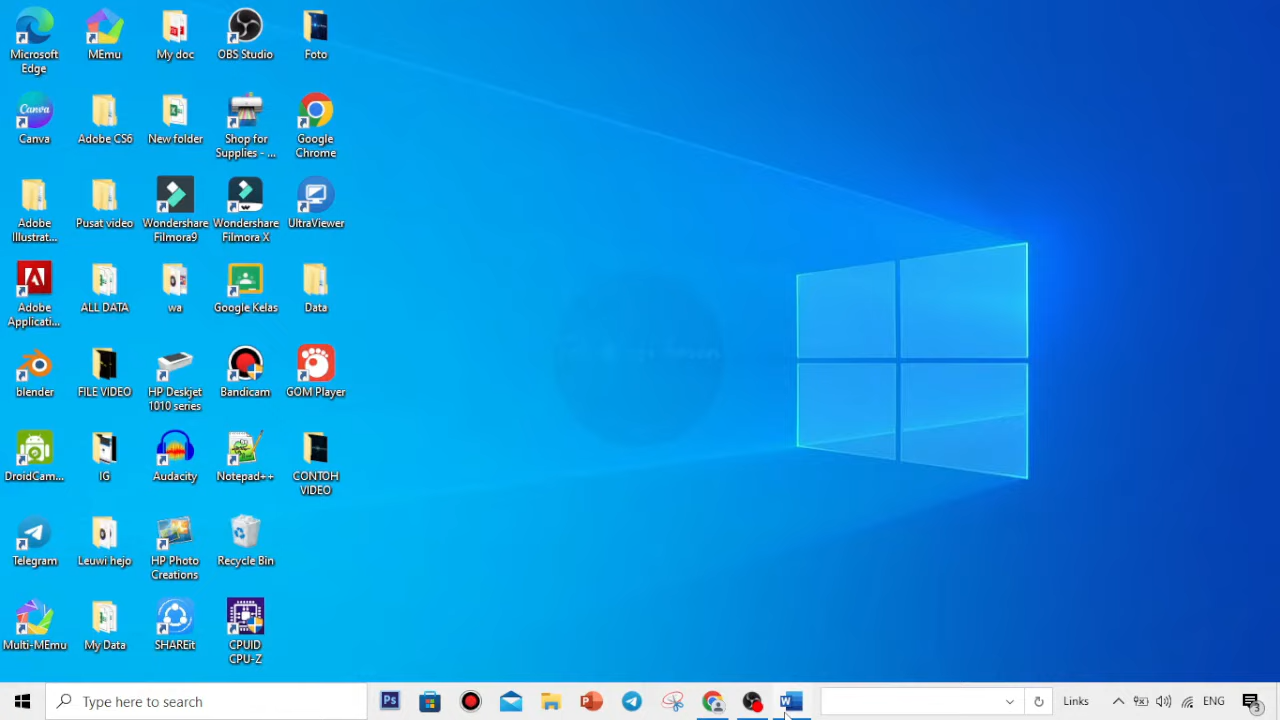 Microsoft
Edge
MEmu
My doc
OBS Studio
Foto
Canva
Canva
Adobe CS6
New folder
Shop for
Supplies - ...
Google
Chrome
Adobe
Illustrat...
Pusat video
Wondershare
Filmora9
Wondershare
Filmora X
UltraViewer
Adobe
Applicati...
ALL DATA
wa
Google Kelas
Data
blender
FILE VIDEO
HP Deskjet
1010 series
Bandicam
GOM Player
DroidCam...
IG
Audacity
Notepad++
CONTOH
VIDEO
Telegram
Leuwi hejo
HP Photo
Creations
Recycle Bin
Multi-MEmu
My Data
SHAREit
CPUID
CPU-Z
Type here to search
Ps
P
W
Links
ENG
3